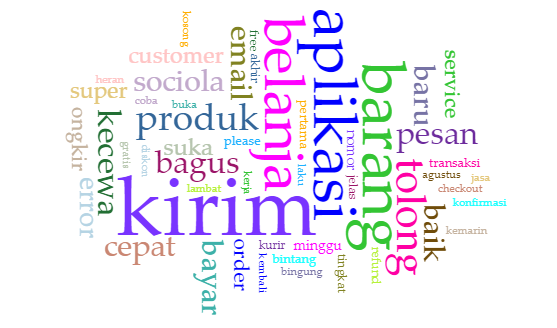 kosong
customer
email
free
akhir
belanja
aplikasi
barang
heran
super
coba
sociola
buka
service
baru
pertama
produk
please
pesan
ongkir
kecewa
gratis
diskon
suka
bagus
nomor
jelas
laku
tolong
transaksi
agustus
jasa
checkout
error
kirim
lambat
kerja
baik
konfirmasi
cepat
bayar
order
kurir
minggu
kemarin
kembali
bintang
bingung
tingkat
refund